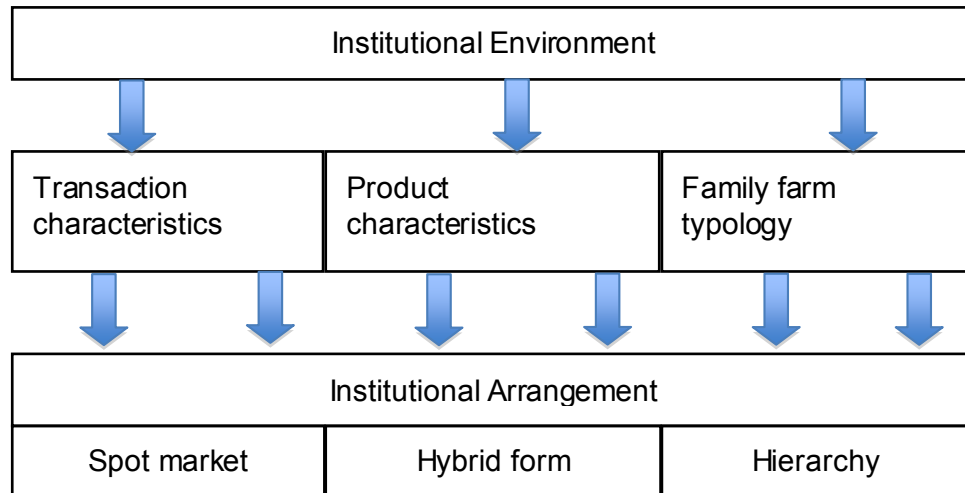 Institutional Environment
Transaction
characteristics
Product
characteristics
Family farm
typology
Institutional Arrangement
Spot market
Hybrid form
Hierarchy